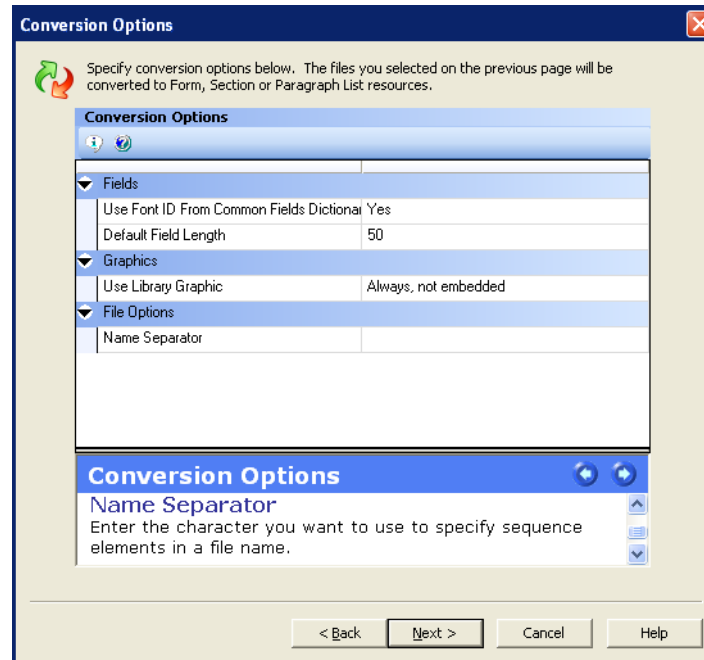 Conversion Options
Specify conversion options below. The files you selected on the previous page will be
converted to Form, Section or Paragraph List resources.
Conversion Options
Fields
Use Font ID From Common Fields Dictionar Yes
Default Field Length 50
Graphics
Use Library Graphic Always, not embedded
File Options
Name Separator
Conversion Options
Name Separator
Enter the character you want to use to specify sequence
elements in a file name.
< Back Next > Cancel Help